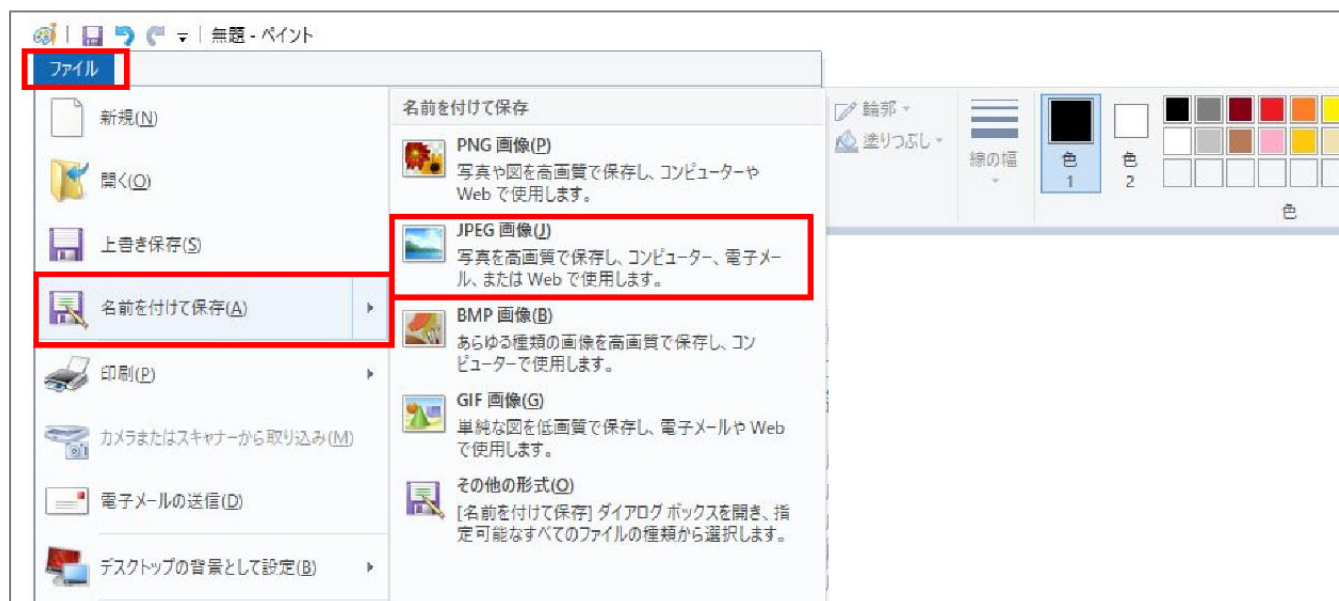 無題 - ペイント
ファイル
新規(N)
開く(O)
上書き保存(S)
名前を付けて保存(A)
印刷(P)
カメラまたはスキャナーから取り込み(M)
電子メールの送信(D)
デスクトップの背景として設定(B)
名前を付けて保存
PNG 画像(P)
写真や図を高画質で保存し、コンピューターや
Web で使用します。
JPEG 画像(J)
写真を高画質で保存し、コンピューター、電子メー
ル、または Web で使用します。
BMP 画像(B)
あらゆる種類の画像を高画質で保存し、コン
ピューターで使用します。
GIF 画像(G)
単純な図を低画質で保存し、電子メールや Web
で使用します。
その他の形式(O)
[名前を付けて保存] ダイアログ ボックスを開き、指
定可能なすべてのファイルの種類から選択します。
輪郭
塗りつぶし
線の幅
色
1
色
2
色